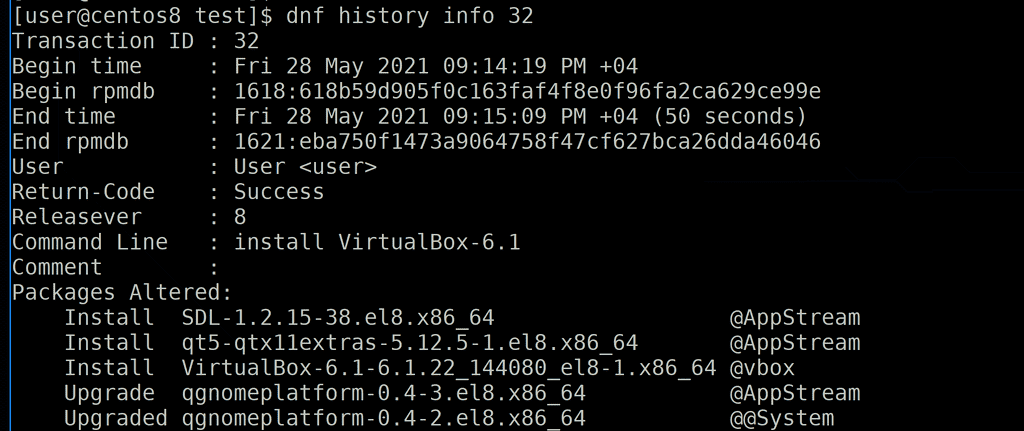 [user@centos8 test]$ dnf history info 32
Transaction ID : 32
Begin time     : Fri 28 May 2021 09:14:19 PM +04
Begin rpmdb    : 1618:618b59d905f0c163faf4f8e0f96fa2ca629ce99e
End time       : Fri 28 May 2021 09:15:09 PM +04 (50 seconds)
End rpmdb      : 1621:eba750f1473a9064758f47cf627bca26dda46046
User           : User <user>
Return-Code    : Success
Releasever     : 8
Command Line   : install VirtualBox-6.1
Comment        :
Packages Altered:
    Install  SDL-1.2.15-38.el8.x86_64                  @AppStream
    Install  qt5-qtx11extras-5.12.5-1.el8.x86_64       @AppStream
    Install  VirtualBox-6.1-6.1.22_144080_el8-1.x86_64 @vbox
    Upgrade  qgnomeplatform-0.4-3.el8.x86_64           @AppStream
    Upgraded qgnomeplatform-0.4-2.el8.x86_64           @@System